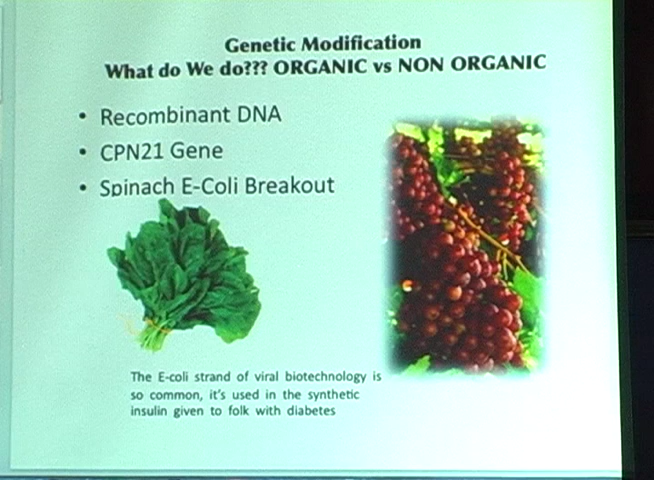 Genetic Modification
What do We do??? ORGANIC vs NON ORGANIC
• Recombinant DNA
• CPN21 Gene
• Spinach E-Coli Breakout
The E-coli strand of viral biotechnology is
so common, it's used in the synthetic
insulin given to folk with diabetes